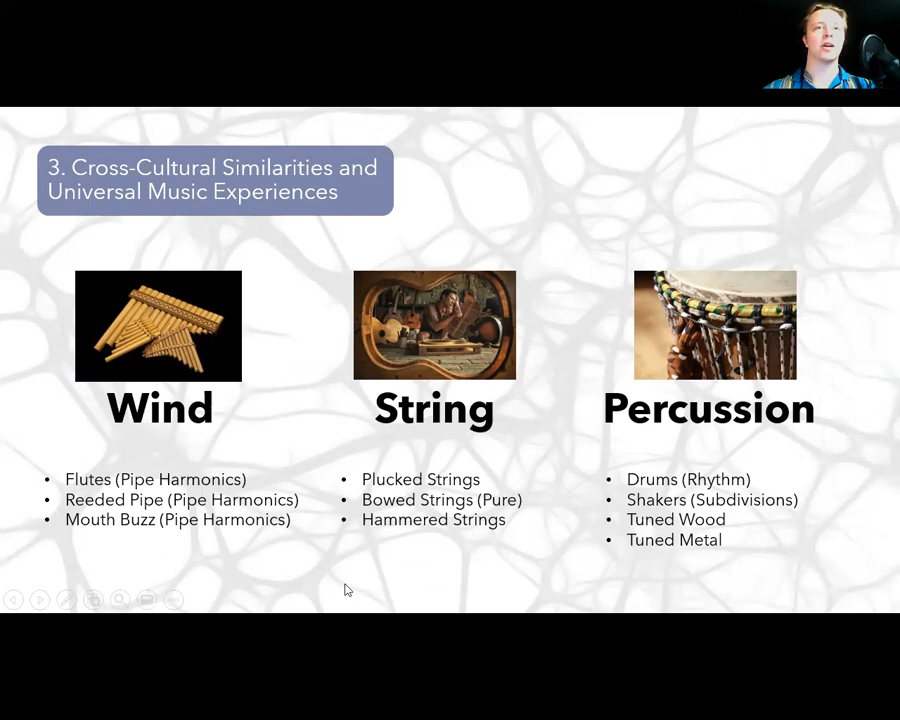 3. Cross-Cultural Similarities and
Universal Music Experiences
Wind
• Flutes (Pipe Harmonics)
• Reeded Pipe (Pipe Harmonics)
• Mouth Buzz (Pipe Harmonics)
String
• Plucked Strings
• Bowed Strings (Pure)
• Hammered Strings
Percussion
• Drums (Rhythm)
• Shakers (Subdivisions)
• Tuned Wood
• Tuned Metal